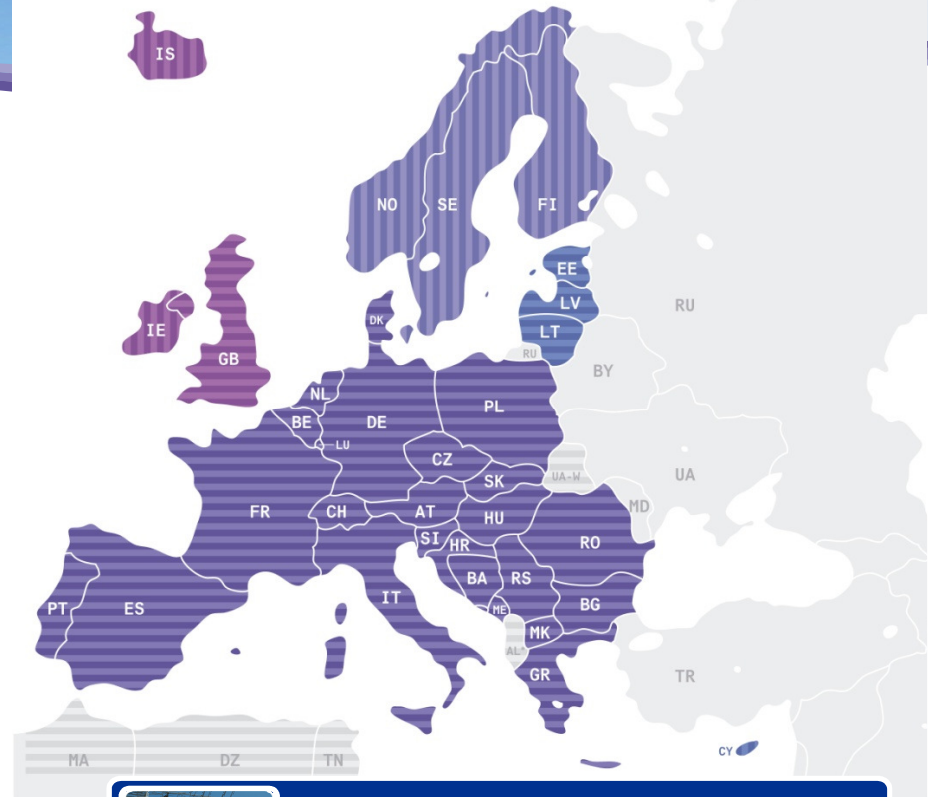 IS
NO
SE
FI
EE
LV
LT
RU
RU
DK
IE
GB
BY
NL
BE
DE
PL
LU
CZ
SK
UA-W
UA
MD
FR
CH
AT
HU
SI
HR
RO
BA
RS
IT
BG
PT
ES
ME
MK
AL*
GR
TR
CY
MA
DZ
TN